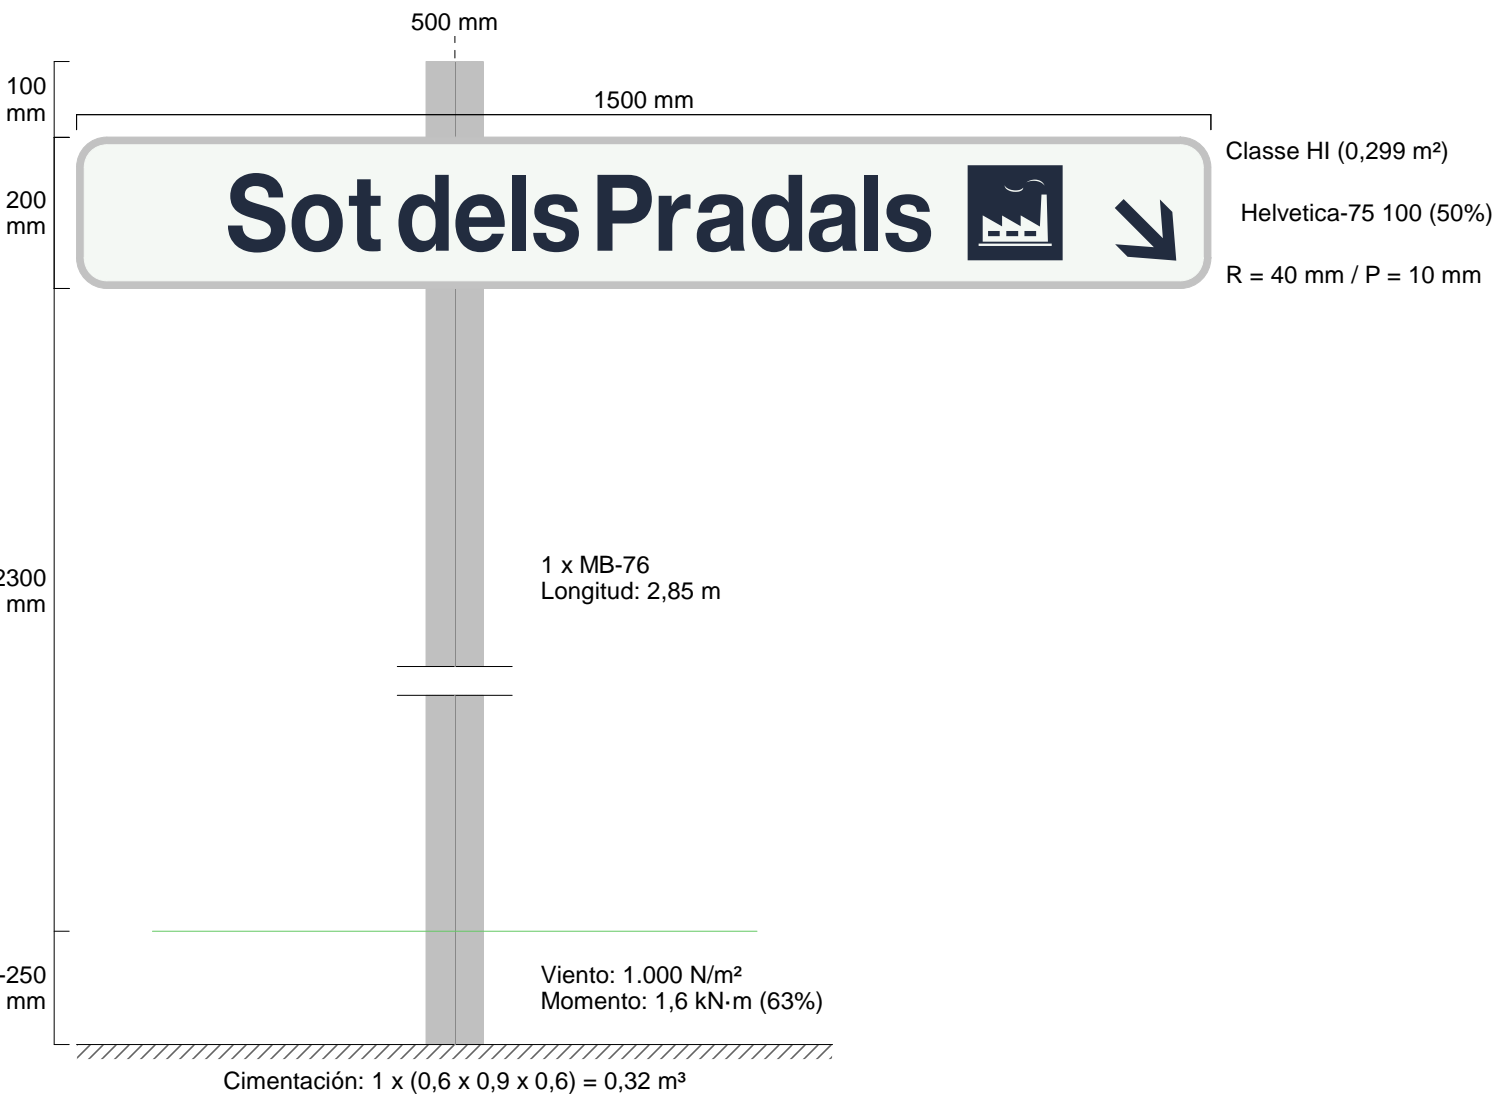 500 mm
100
mm
1500 mm
Classe HI (0,299 m²)
200
mm
Sot dels Pradals
Helvetica-75 100 (50%)
R = 40 mm / P = 10 mm
1 x MB-76
Longitud: 2,85 m
2300
mm
-250
mm
Viento: 1.000 N/m²
Momento: 1,6 kN·m (63%)
Cimentación: 1 x (0,6 x 0,9 x 0,6) = 0,32 m³